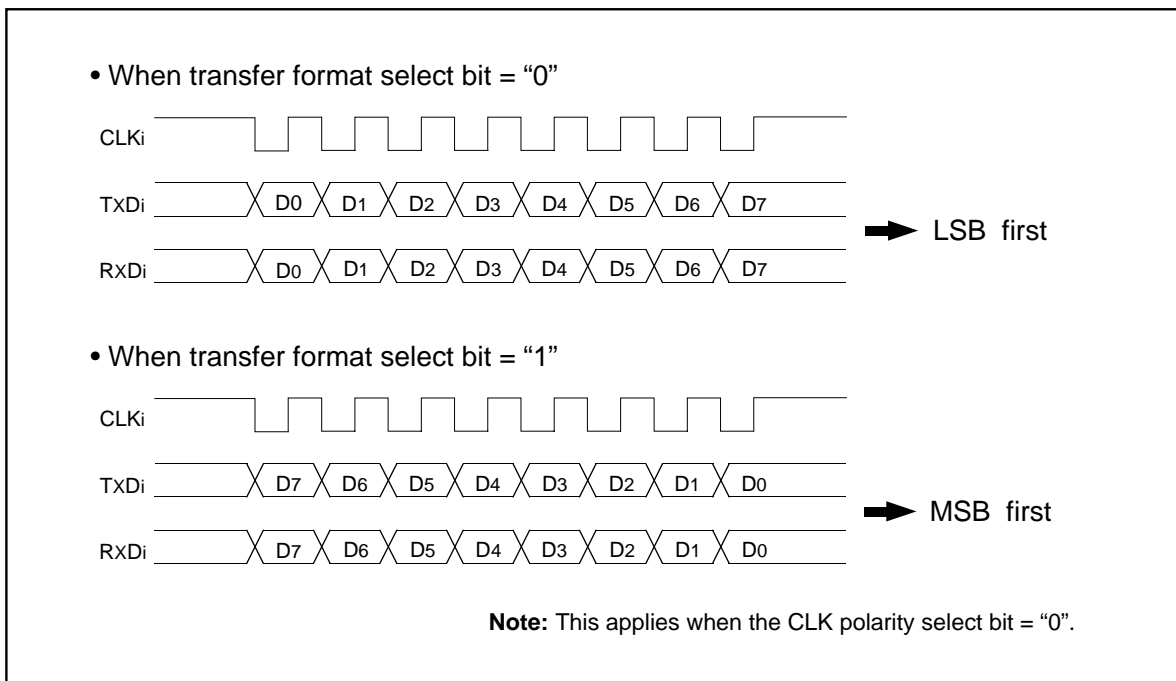 • When transfer format select bit = “0”
CLKi
TXDi D0 D1 D2 D3 D4 D5 D6 D7
LSB first
RXDi D0 D1 D2 D3 D4 D5 D6 D7
• When transfer format select bit = “1”
CLKi
TXDi D7 D6 D5 D4 D3 D2 D1 D0
MSB first
RXDi D7 D6 D5 D4 D3 D2 D1 D0
Note: This applies when the CLK polarity select bit = “0”.